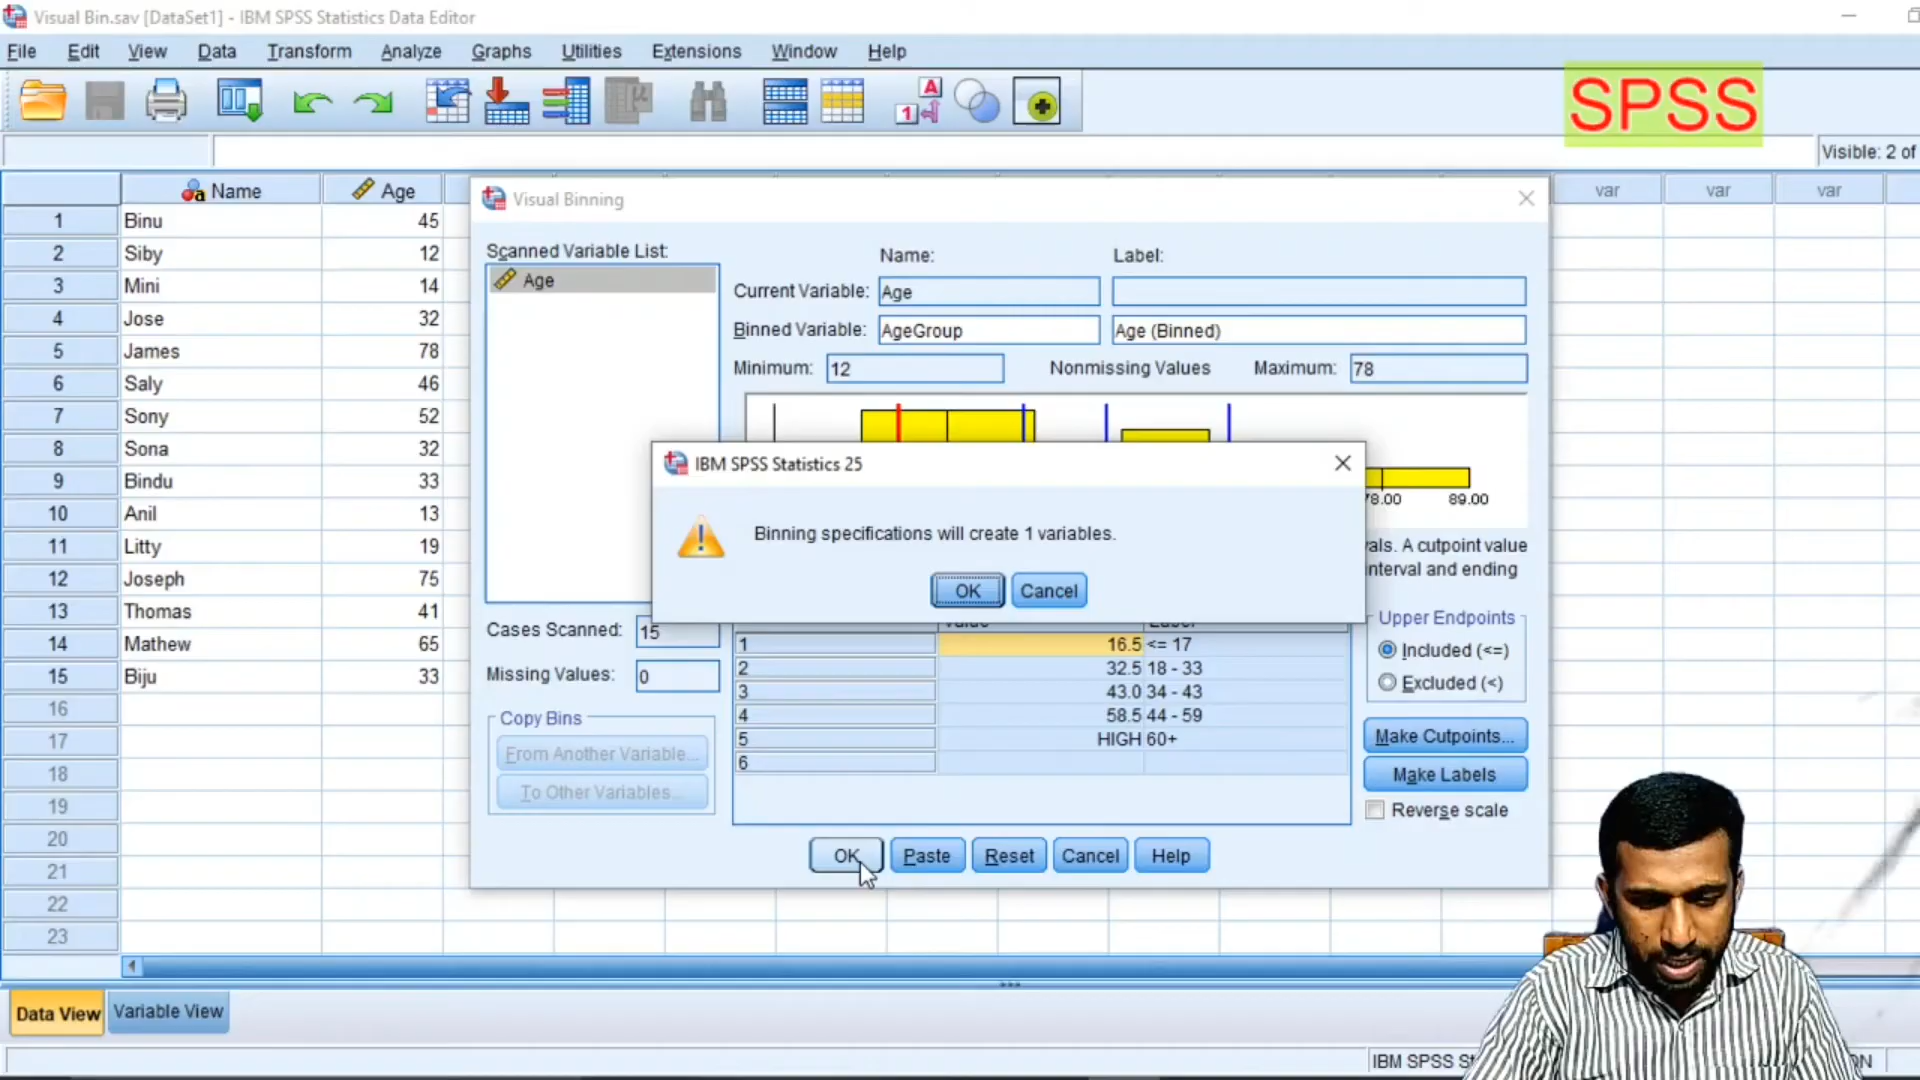 Visual Bin.sav [DataSet1] - IBM SPSS Statistics Data Editor
File Edit View Data Transform Analyze Graphs Utilities Extensions Window Help
SPSS
Visible: 2 of
Name Age var var var
1 Binu 45
2 Siby 12
3 Mini 14
4 Jose 32
5 James 78
6 Saly 46
7 Sony 52
8 Sona 32
9 Bindu 33
10 Anil 13
11 Litty 19
12 Joseph 75
13 Thomas 41
14 Mathew 65
15 Biju 33
16
17
18
19
20
21
22
23
Visual Binning
Scanned Variable List:
Age
Name: Label:
Current Variable: Age
Binned Variable: AgeGroup Age (Binned)
Minimum: 12 Nonmissing Values Maximum: 78
78.00 89.00
IBM SPSS Statistics 25
Binning specifications will create 1 variables.
OK Cancel
A cutpoint value
interval and ending
Cases Scanned: 15
Missing Values: 0
Copy Bins
From Another Variable...
To Other Variables...
Value Label
1 16.5 <= 17
2 32.5 18 - 33
3 43.0 34 - 43
4 58.5 44 - 59
5 HIGH 60+
6
Upper Endpoints
Included (<=)
Excluded (<)
Make Cutpoints...
Make Labels
Reverse scale
OK Paste Reset Cancel Help
Data View Variable View
IBM SPSS